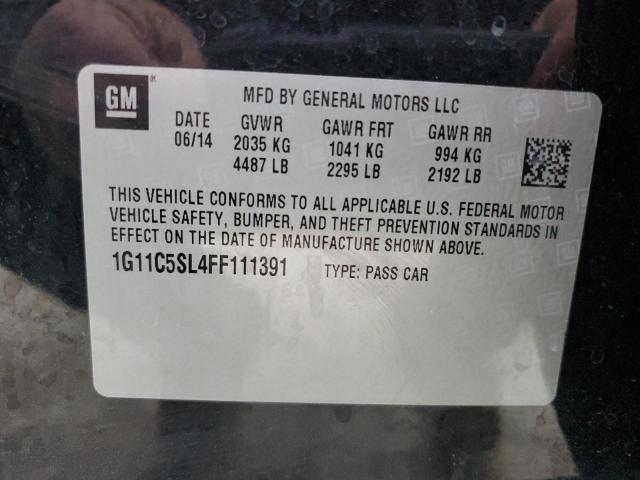 GM ®
MFD BY GENERAL MOTORS LLC
DATE GVWR GAWR FRT GAWR RR
06/14 2035 KG 1041 KG 994 KG
4487 LB 2295 LB 2192 LB
THIS VEHICLE CONFORMS TO ALL APPLICABLE U.S. FEDERAL MOTOR
VEHICLE SAFETY, BUMPER, AND THEFT PREVENTION STANDARDS IN
EFFECT ON THE DATE OF MANUFACTURE SHOWN ABOVE.
1G11C5SL4FF111391 TYPE: PASS CAR